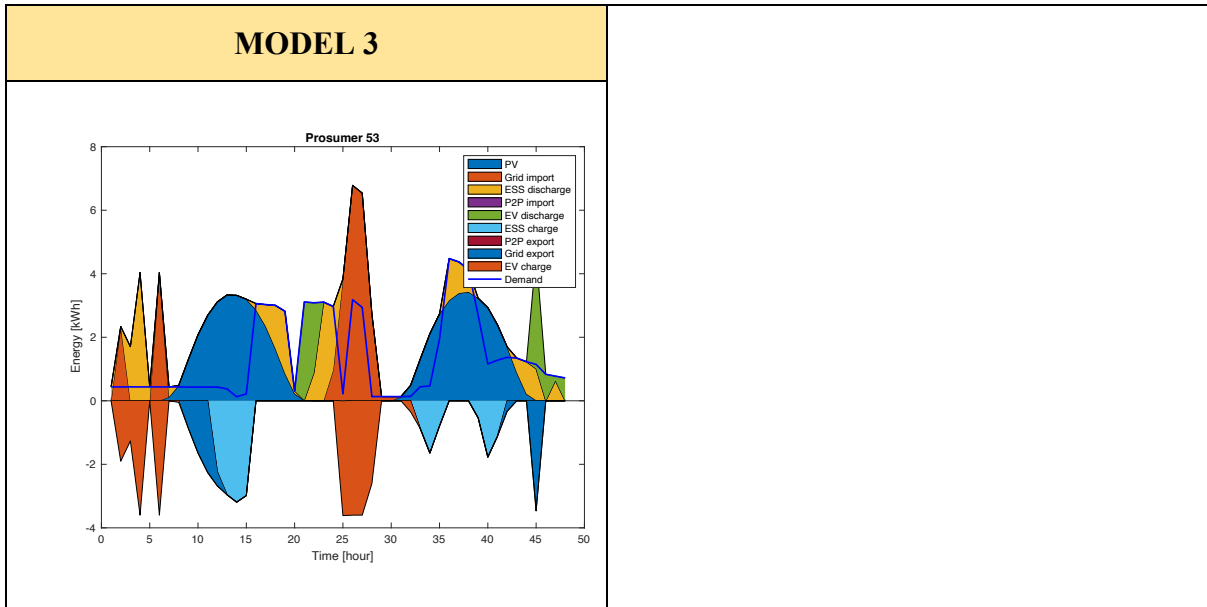 MODEL 3
Prosumer 53
8
6
4
2
0
-2
-4
Energy [kWh]
PV
Grid import
ESS discharge
P2P import
EV discharge
ESS charge
P2P export
Grid export
EV charge
Demand
0 5 10 15 20 25 30 35 40 45 50
Time [hour]